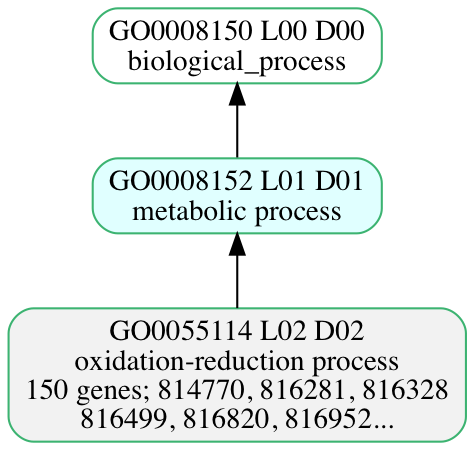 GO0008150 L00 D00
biological_process
GO0008152 L01 D01
metabolic process
GO0055114 L02 D02
oxidation-reduction process
150 genes; 814770, 816281, 816328
816499, 816820, 816952...